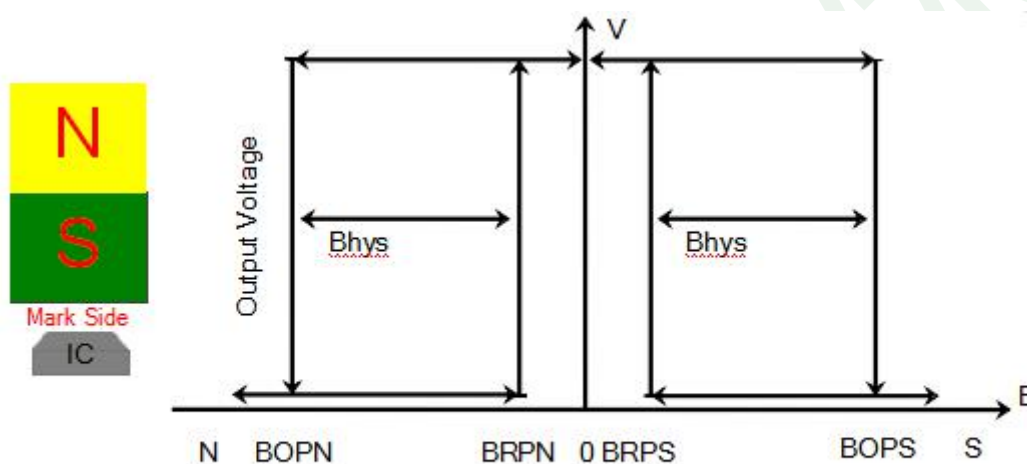 V
N
S
Mark Side
IC
Output Voltage
Bhys
Bhys
N BOPN BRPN 0 BRPS BOPS S